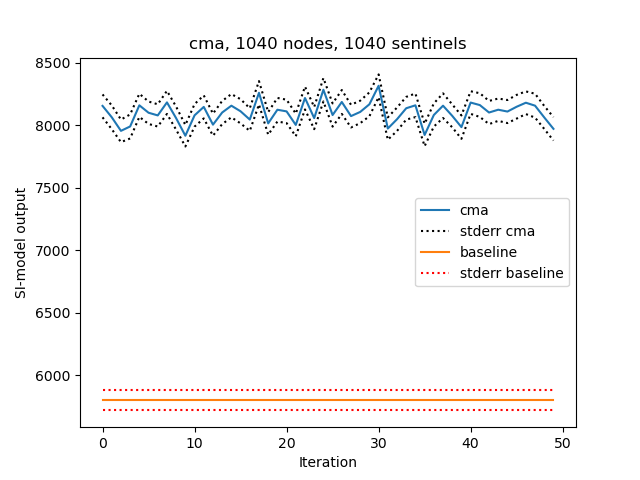 cma, 1040 nodes, 1040 sentinels
8500
8000
7500
7000
6500
6000
SI-model output
cma
stderr cma
baseline
stderr baseline
0 10 20 30 40 50
Iteration